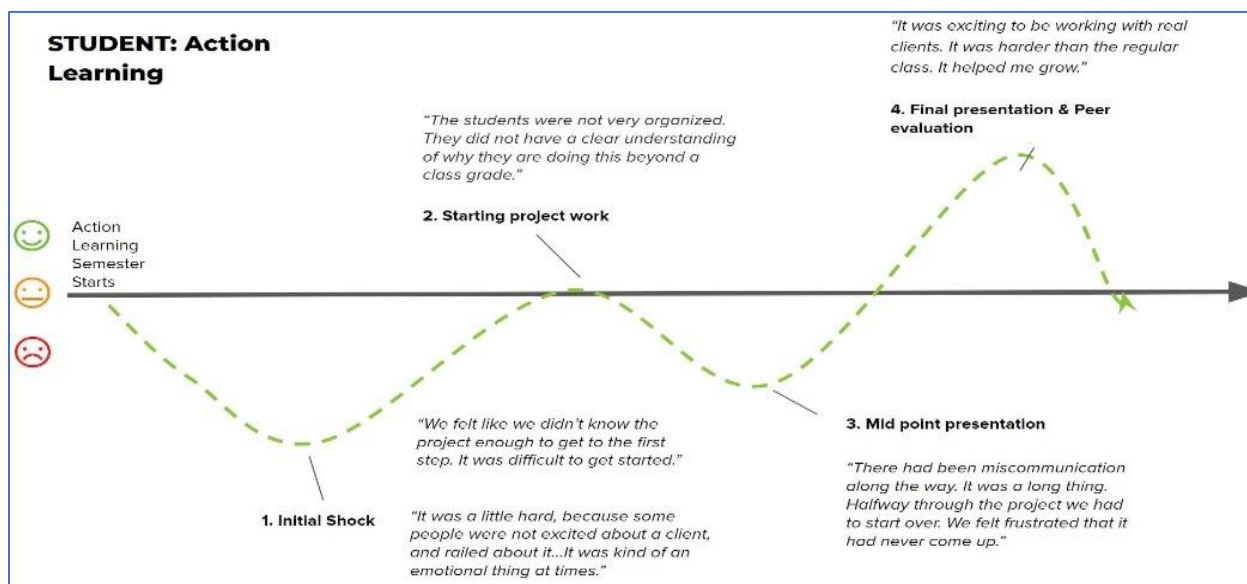 STUDENT: Action
Learning
"It was exciting to be working with real
clients. It was harder than the regular
class. It helped me grow."
4. Final presentation & Peer
evaluation
"The students were not very organized.
They did not have a clear understanding
of why they are doing this beyond a
class grade."
2. Starting project work
Action
Learning
Semester
Starts
1. Initial Shock
"We felt like we didn't know the
project enough to get to the first
step. It was difficult to get started."
"It was a little hard, because some
people were not excited about a client,
and railed about it...It was kind of an
emotional thing at times."
3. Mid point presentation
"There had been miscommunication
along the way. It was a long thing.
Halfway through the project we had
to start over. We felt frustrated that it
had never come up."